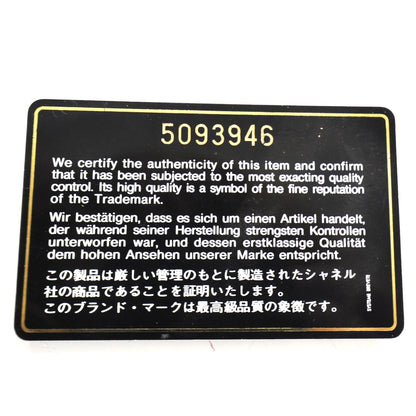 5093946
We certify the authenticity of this item and confirm
that it has been subjected to the most exacting quality
control. Its high quality is a symbol of the fine reputation
of the Trademark.
Wir bestätigen, dass es sich um einen Artikel handelt,
der während seiner Herstellung strengsten Kontrollen
unterworfen war, und dessen erstklassige Qualität
dem hohen Ansehen unserer Marke entspricht.
この製品は厳しい管理のもとに製造されたシャネル
社の商品であることを証明いたします。
このブランド・マークは最高級品質の象徴です。